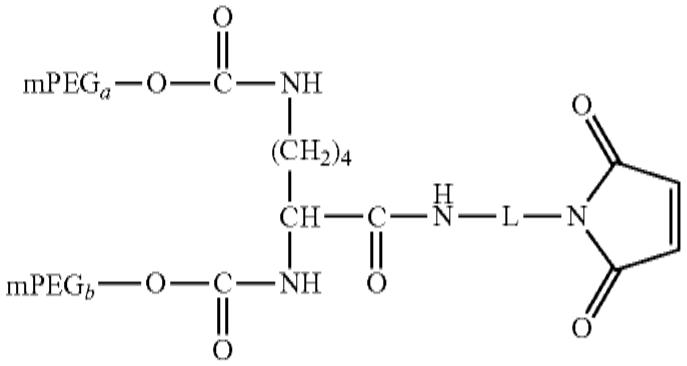 O
mPEGa—O—C—NH
O
(CH2)4
H
CH—C—N—L—N
mPEGb—O—C—NH
O
O
O